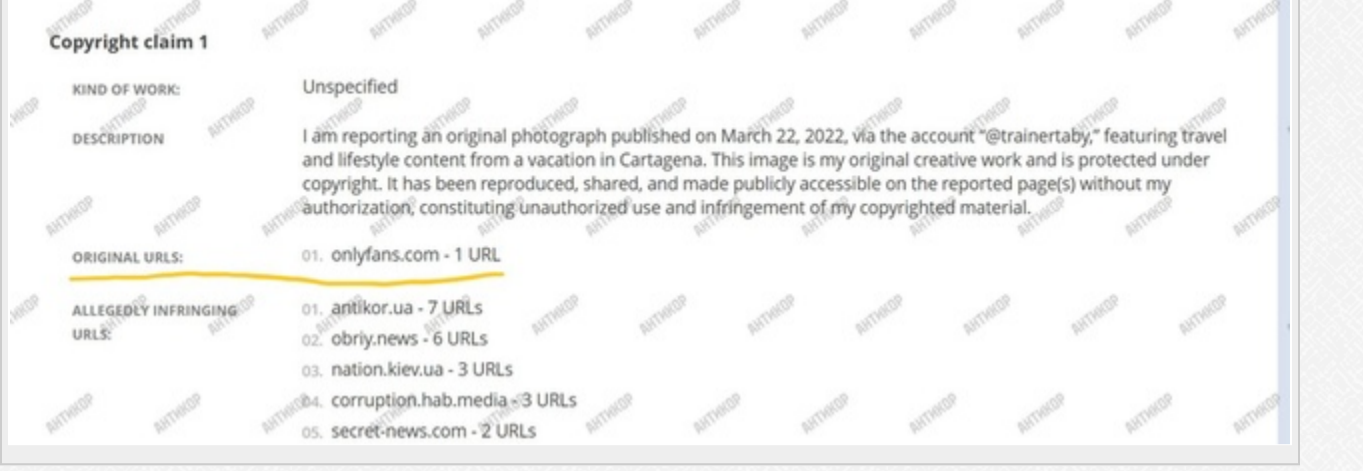 Copyright claim 1
KIND OF WORK: Unspecified
DESCRIPTION I am reporting an original photograph published on March 22, 2022, via the account "@trainertaby," featuring travel
and lifestyle content from a vacation in Cartagena. This image is my original creative work and is protected under
copyright. It has been reproduced, shared, and made publicly accessible on the reported page(s) without my
authorization, constituting unauthorized use and infringement of my copyrighted material.
ORIGINAL URLS: 01. onlyfans.com - 1 URL
ALLEGEDLY INFRINGING
URLS:
01. antikor.ua - 7 URLs
02. obriy.news - 6 URLs
03. nation.kiev.ua - 3 URLs
04. corruption.hab.media - 3 URLs
05. secret-news.com - 2 URLs
АНТИКОР